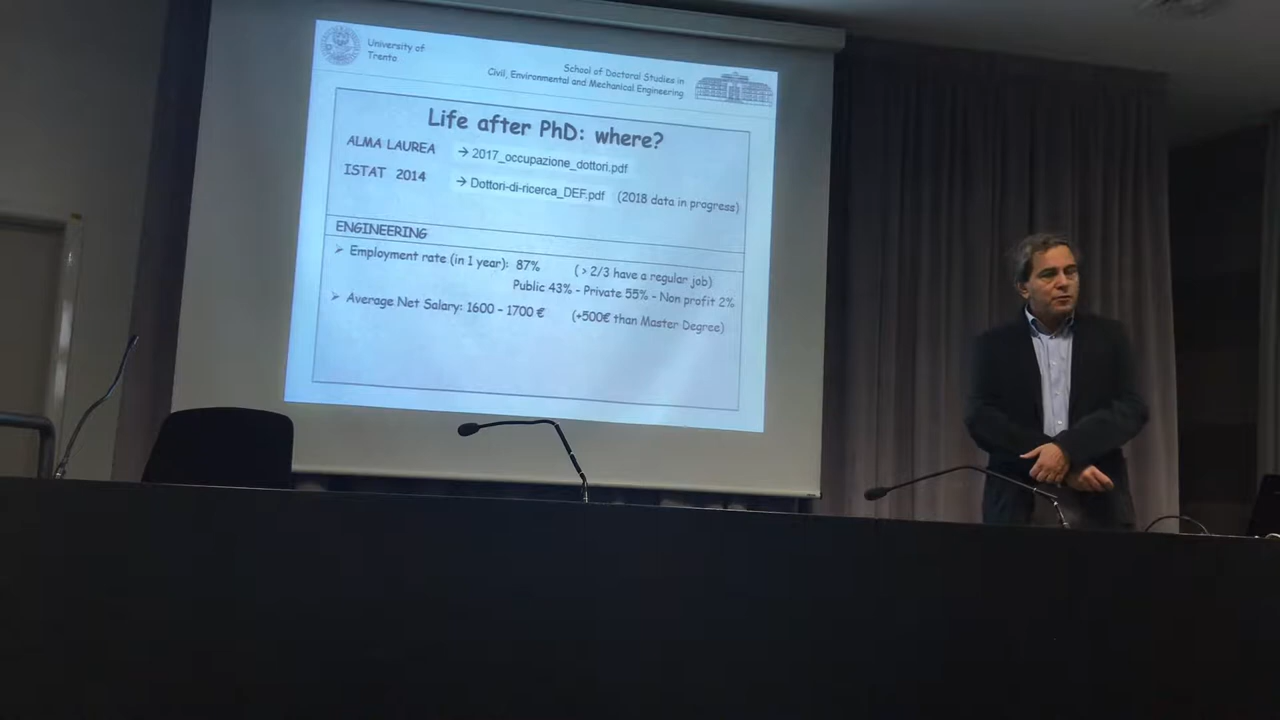 University of
Trento
School of Doctoral Studies in
Civil, Environmental and Mechanical Engineering
Life after PhD: where?
ALMA LAUREA → 2017_occupazione_dottori.pdf
ISTAT 2014 → Dottori-di-ricerca_DEF.pdf (2018 data in progress)
ENGINEERING
➢ Employment rate (in 1 year): 87% ( > 2/3 have a regular job)
Public 43% - Private 55% - Non profit 2%
➢ Average Net Salary: 1600 - 1700 € (+500€ than Master Degree)